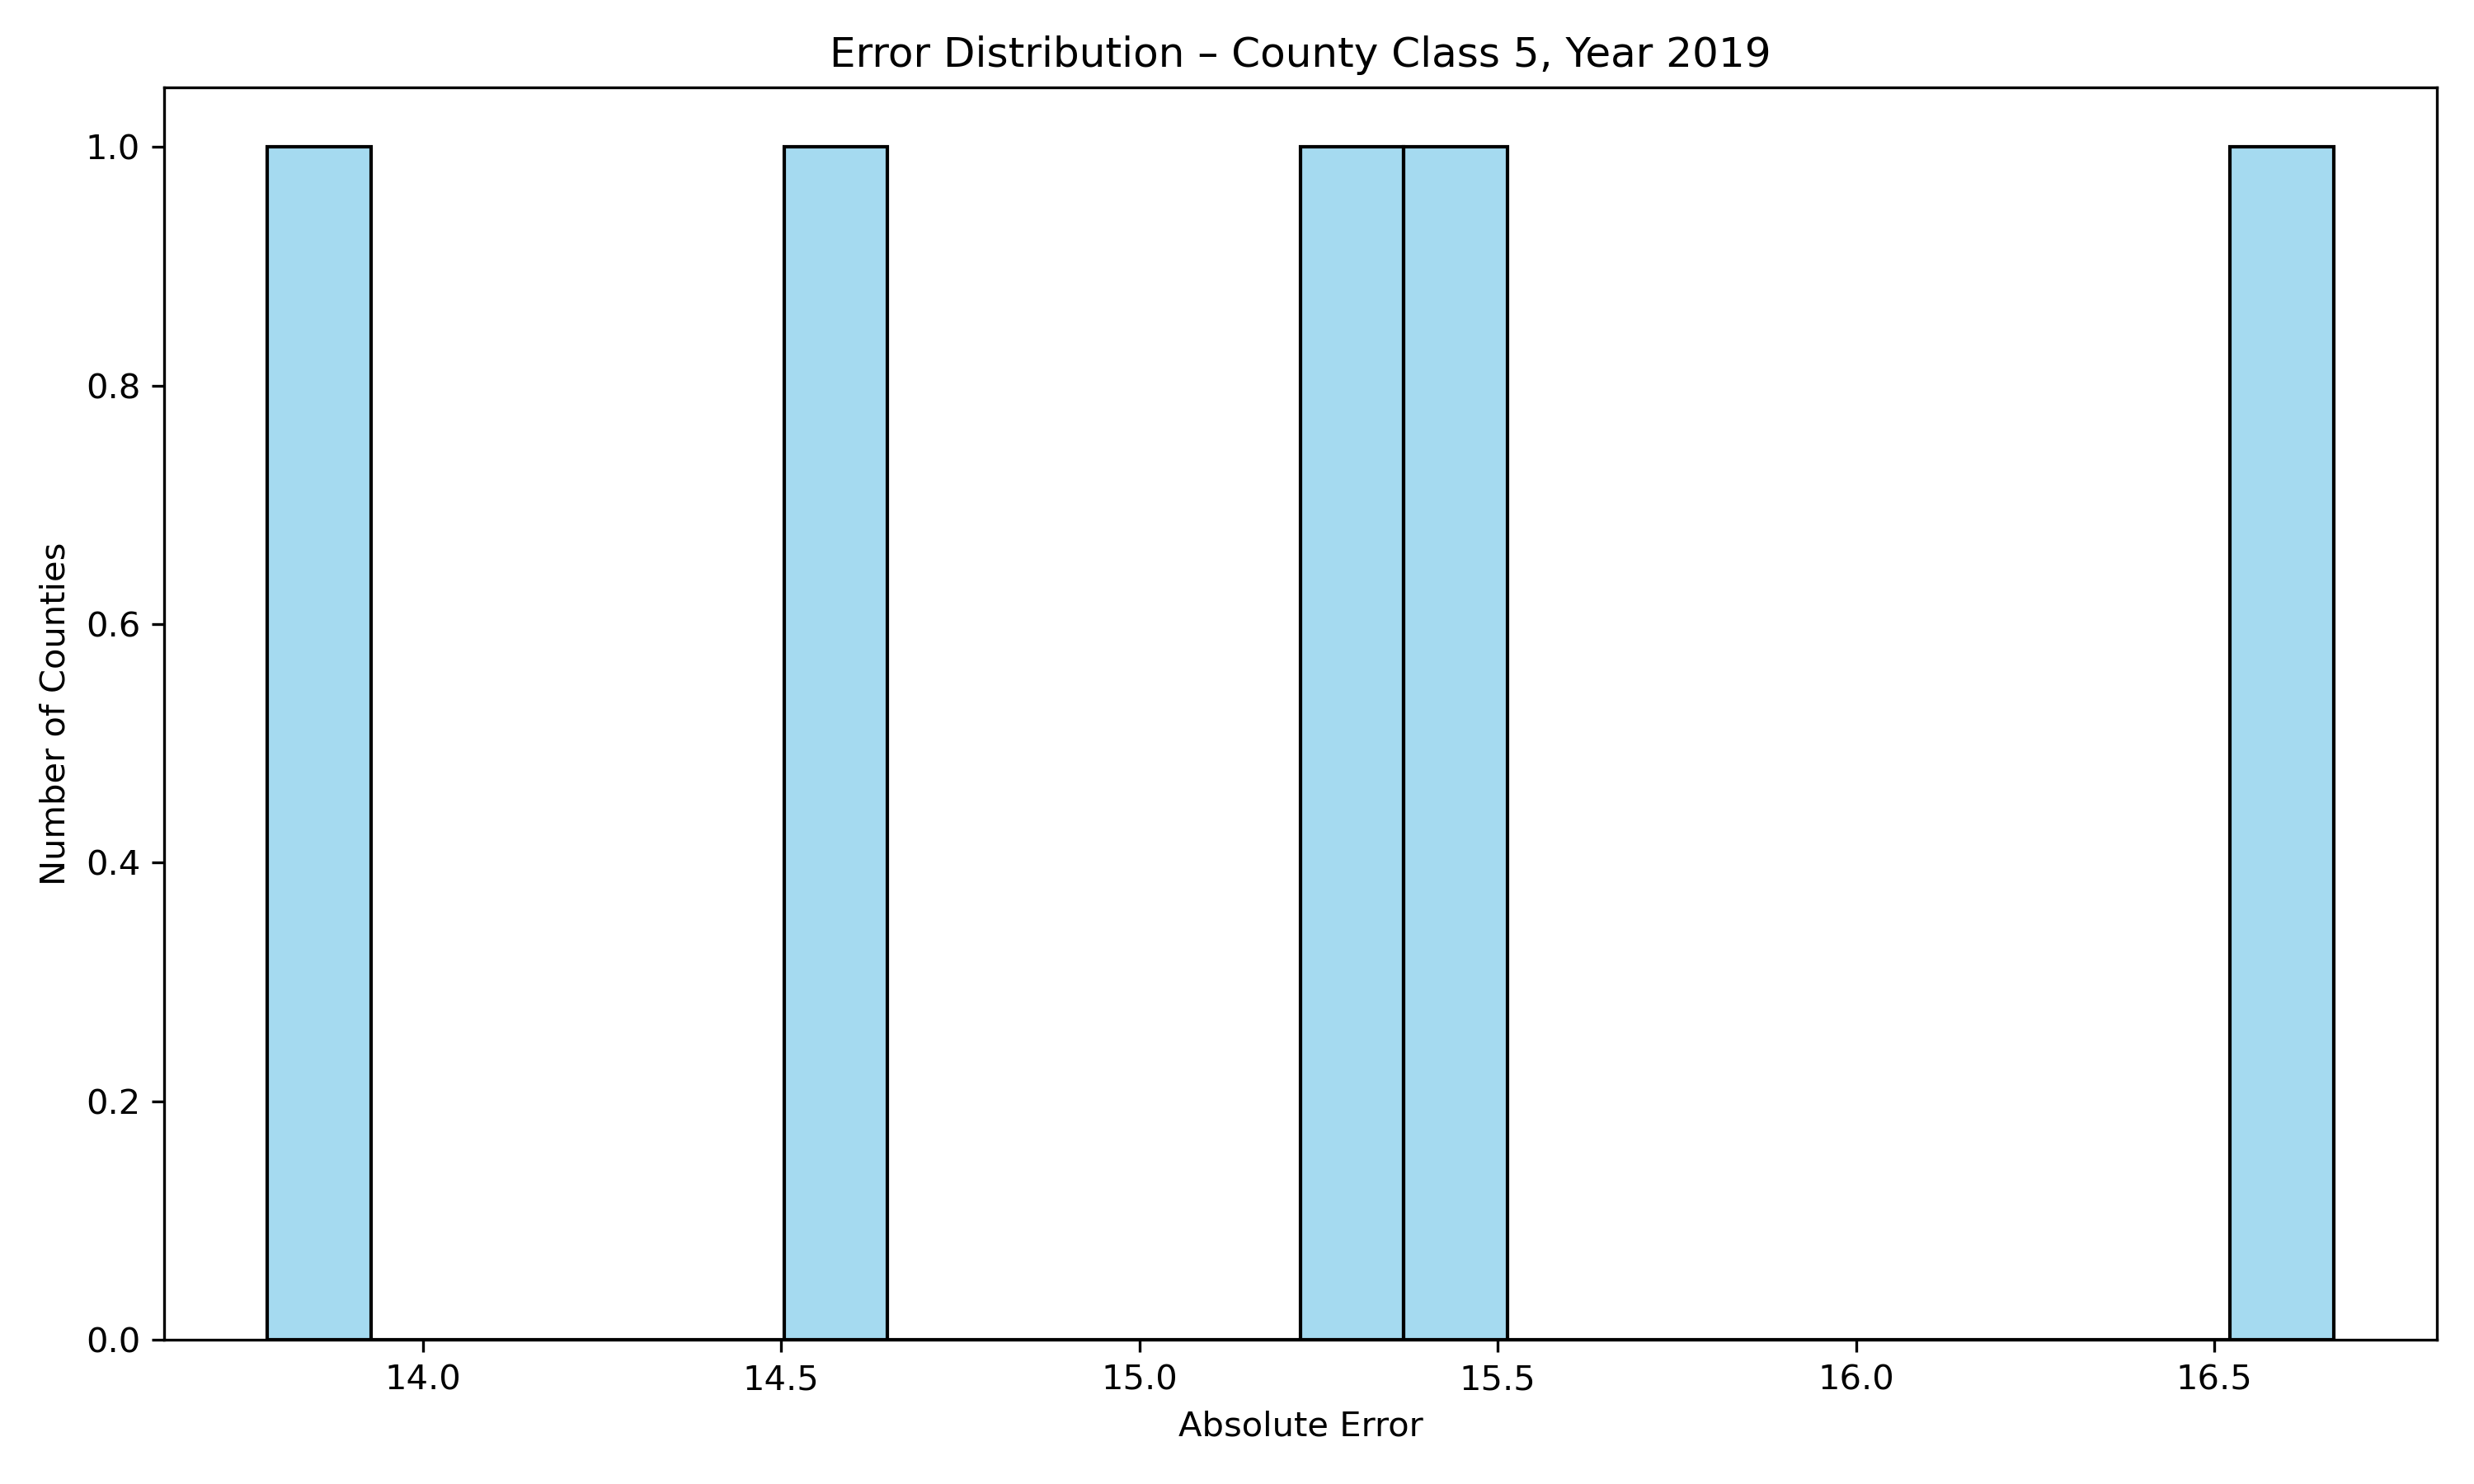 Error Distribution – County Class 5, Year 2019
Number of Counties
1.0
0.8
0.6
0.4
0.2
0.0
14.0 14.5 15.0 15.5 16.0 16.5
Absolute Error